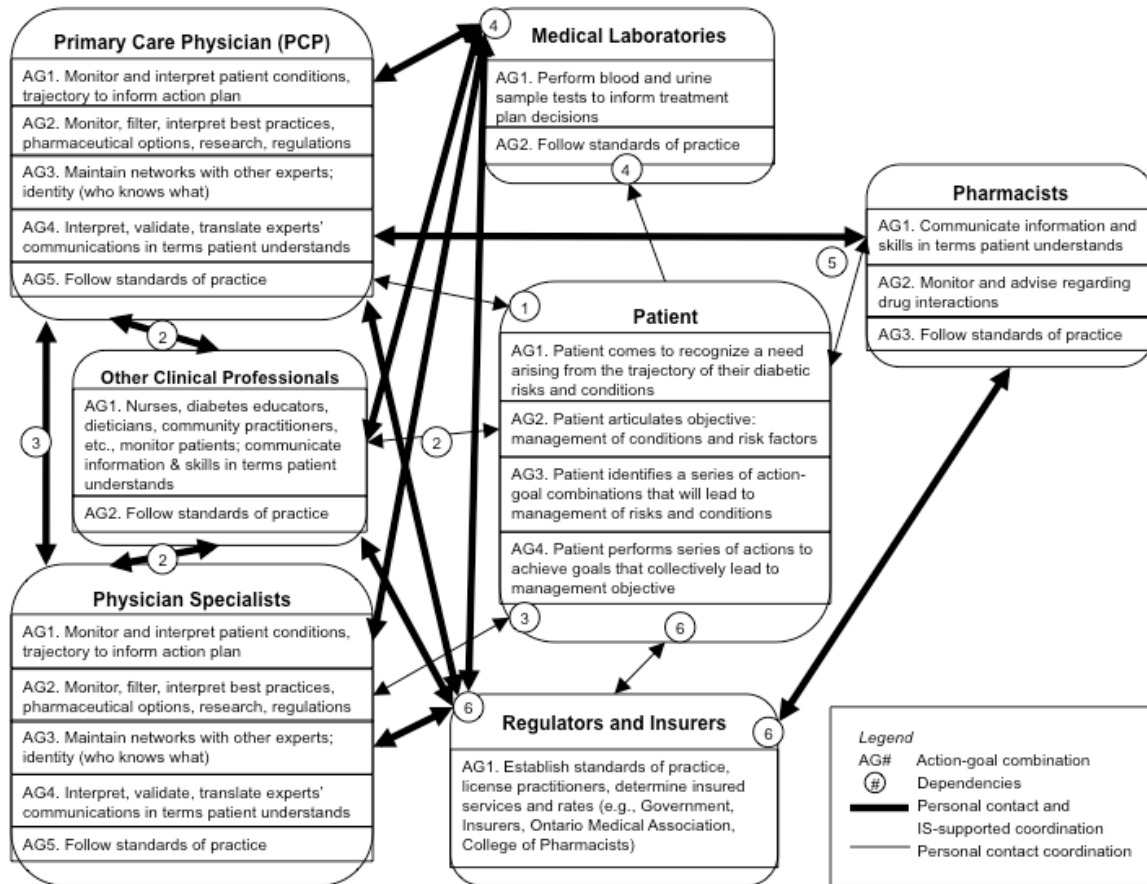 Primary Care Physician (PCP)
AG1. Monitor and interpret patient conditions,
trajectory to inform action plan
AG2. Monitor, filter, interpret best practices,
pharmaceutical options, research, regulations
AG3. Maintain networks with other experts;
identity (who knows what)
AG4. Interpret, validate, translate experts'
communications in terms patient understands
AG5. Follow standards of practice
4
Medical Laboratories
AG1. Perform blood and urine
sample tests to inform treatment
plan decisions
AG2. Follow standards of practice
4
Pharmacists
AG1. Communicate information and
skills in terms patient understands
AG2. Monitor and advise regarding
drug interactions
AG3. Follow standards of practice
5
1
Patient
AG1. Patient comes to recognize a need
arising from the trajectory of their diabetic
risks and conditions
AG2. Patient articulates objective:
management of conditions and risk factors
AG3. Patient identifies a series of action-
goal combinations that will lead to
management of risks and conditions
AG4. Patient performs series of actions to
achieve goals that collectively lead to
management objective
3
6
2
Other Clinical Professionals
AG1. Nurses, diabetes educators,
dieticians, community practitioners,
etc., monitor patients; communicate
information & skills in terms patient
understands
AG2. Follow standards of practice
2
3
2
Physician Specialists
AG1. Monitor and interpret patient conditions,
trajectory to inform action plan
AG2. Monitor, filter, interpret best practices,
pharmaceutical options, research, regulations
AG3. Maintain networks with other experts;
identity (who knows what)
AG4. Interpret, validate, translate experts'
communications in terms patient understands
AG5. Follow standards of practice
6
Regulators and Insurers
6
AG1. Establish standards of practice,
license practitioners, determine insured
services and rates (e.g., Government,
Insurers, Ontario Medical Association,
College of Pharmacists)
Legend
AG# Action-goal combination
# Dependencies
Personal contact and
IS-supported coordination
Personal contact coordination